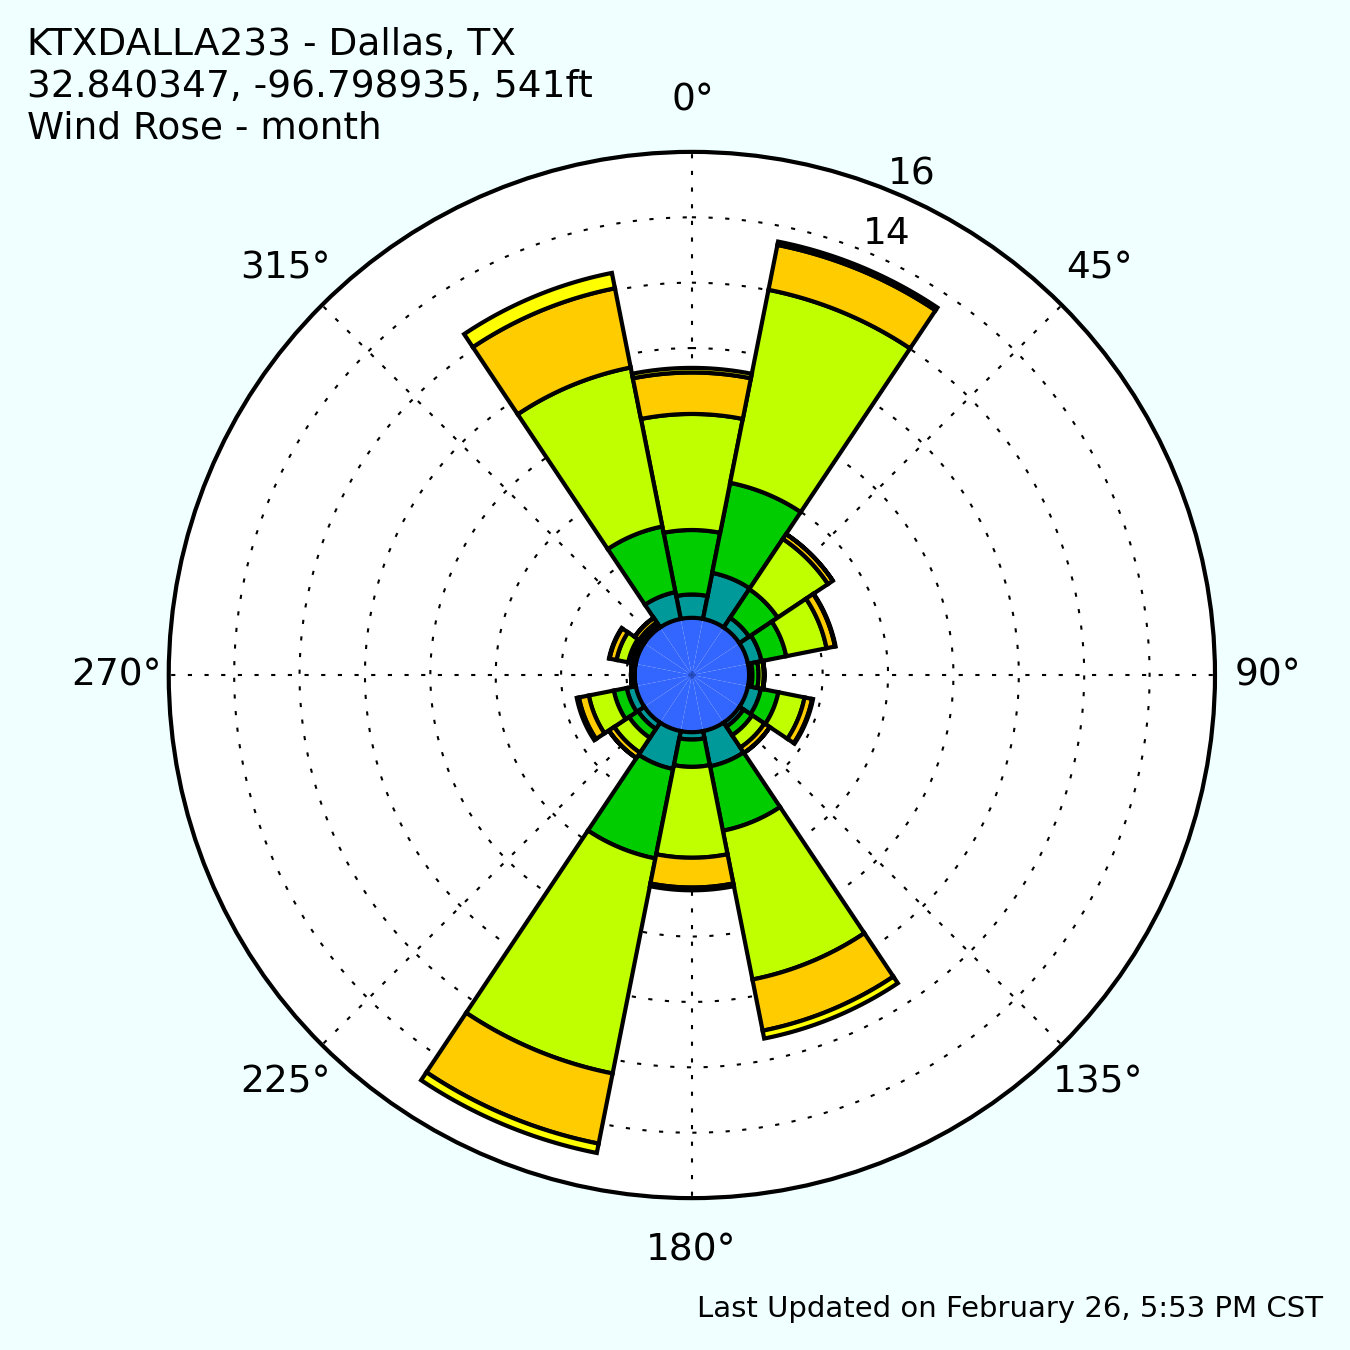 KTXDALLA233 - Dallas, TX
32.840347, -96.798935, 541ft
Wind Rose - month
0°
16
14
315°
45°
270°
90°
225°
135°
180°
Last Updated on February 26, 5:53 PM CST